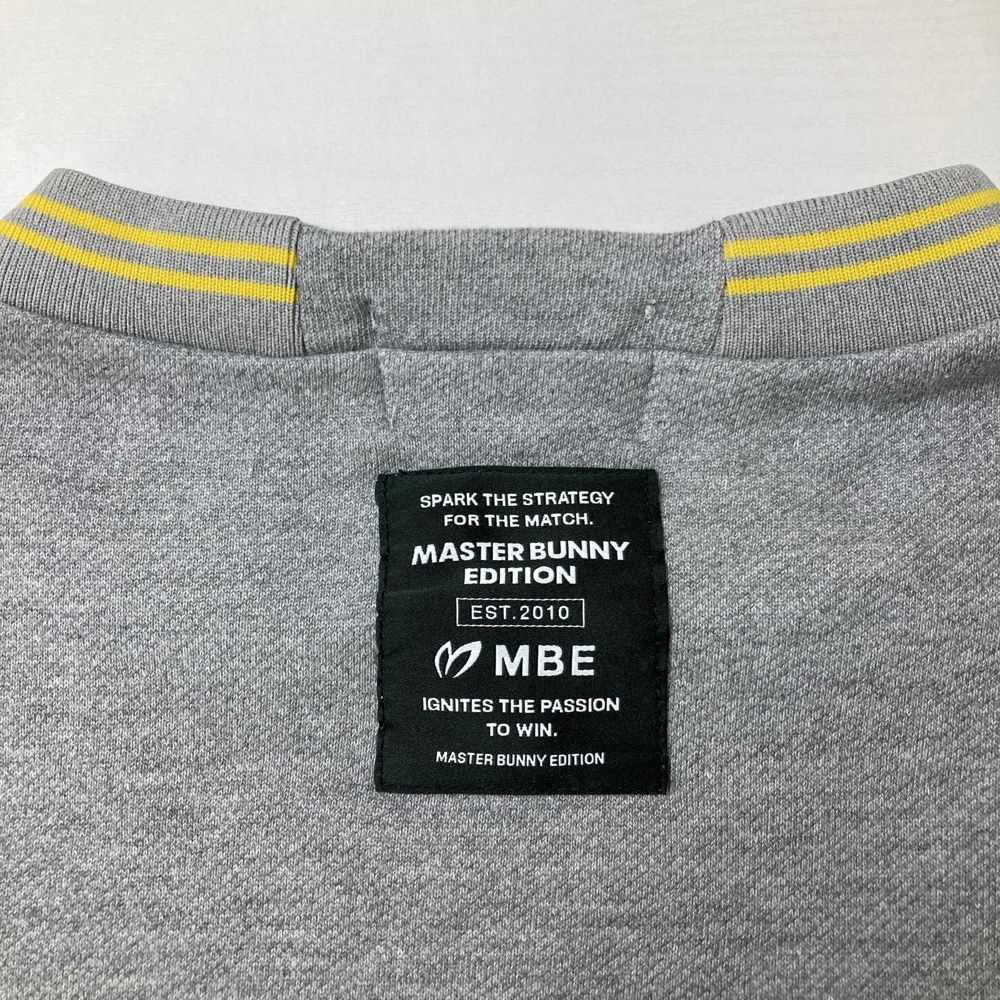 SPARK THE STRATEGY
FOR THE MATCH.
MASTER BUNNY
EDITION
EST.2010
MBE
IGNITES THE PASSION
TO WIN.
MASTER BUNNY EDITION